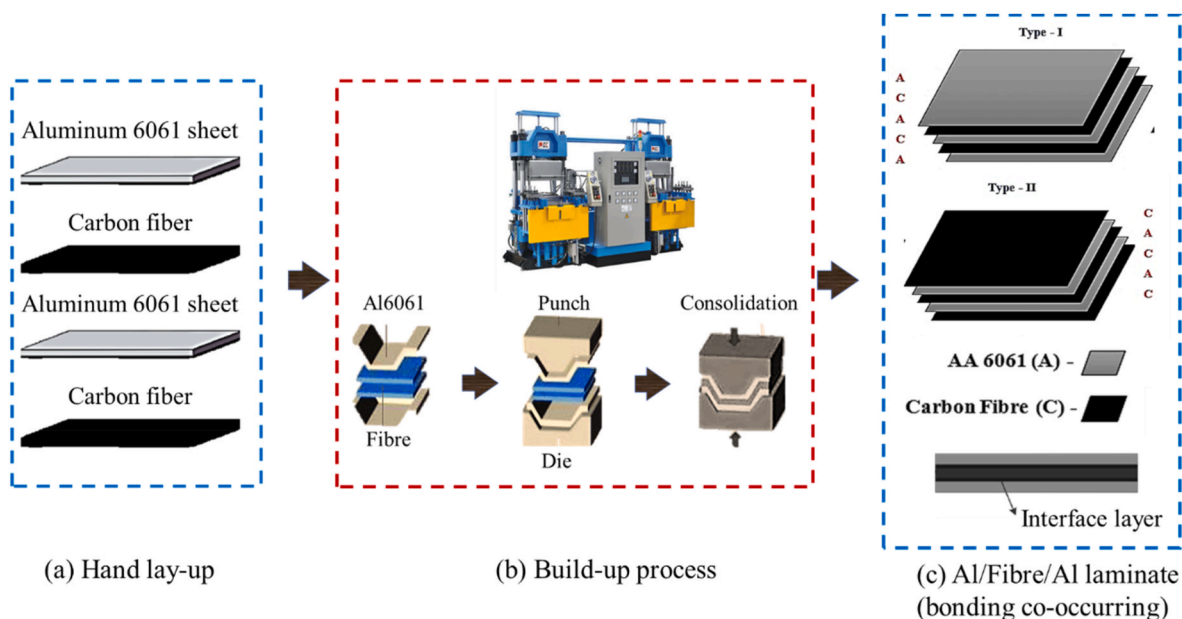 Aluminum 6061 sheet
Carbon fiber
Aluminum 6061 sheet
Carbon fiber
(a) Hand lay-up
Al6061
Fibre
Punch
Die
Consolidation
(b) Build-up process
Type - I
A
C
A
C
A
Type - II
C
A
C
A
C
AA 6061 (A) -
Carbon Fibre (C) -
Interface layer
(c) Al/Fibre/Al laminate
(bonding co-occurring)